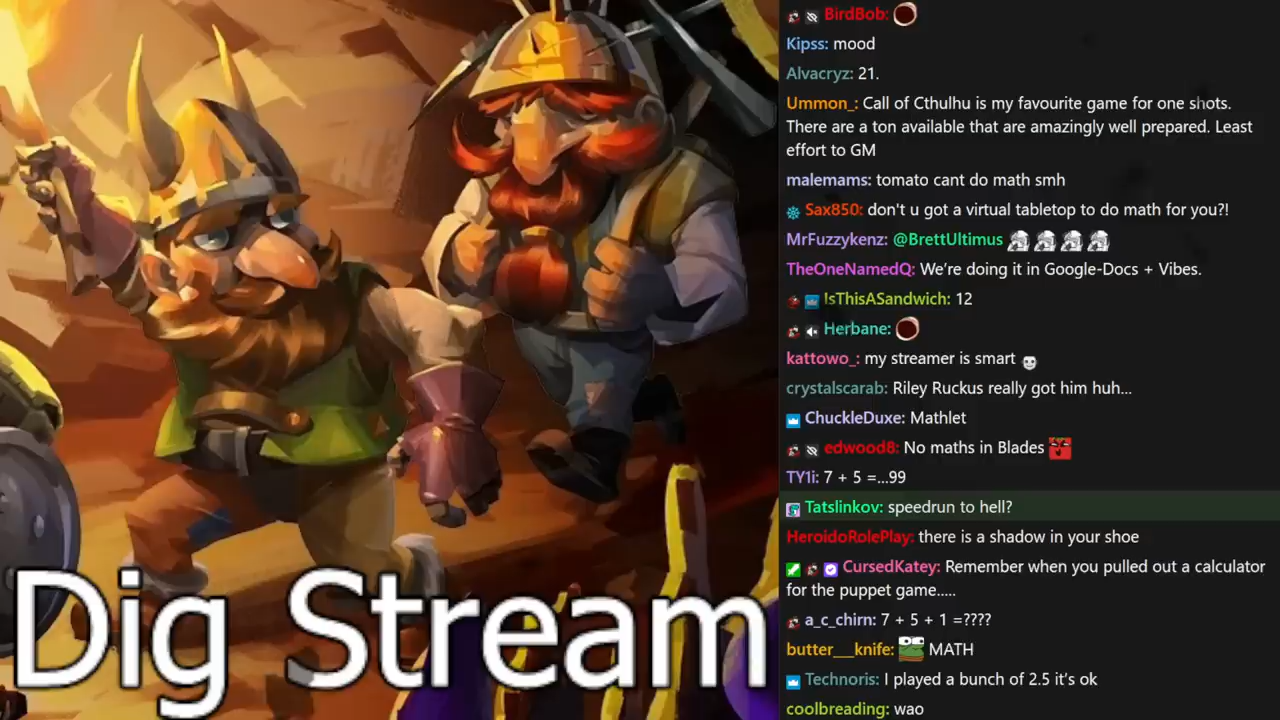 BirdBob:
Kipss: mood
Alvacryz: 21.
Ummon_: Call of Cthulhu is my favourite game for one shots.
There are a ton available that are amazingly well prepared. Least
effort to GM
malemams: tomato cant do math smh
Sax850: don't u got a virtual tabletop to do math for you?!
MrFuzzykenz: @BrettUltimus
TheOneNamedQ: We're doing it in Google-Docs + Vibes.
IsThisASandwich: 12
Herbane:
kattowo_: my streamer is smart
crystalscarab: Riley Ruckus really got him huh...
ChuckleDuxe: Mathlet
edwood8: No maths in Blades
TY1i: 7 + 5 =...99
Tatslinkov: speedrun to hell?
HeroidoRolePlay: there is a shadow in your shoe
CursedKatey: Remember when you pulled out a calculator
for the puppet game.....
a_c_chirn: 7 + 5 + 1 =????
butter___knife: MATH
Technoris: I played a bunch of 2.5 it's ok
coolbreading: wao
Dig Stream